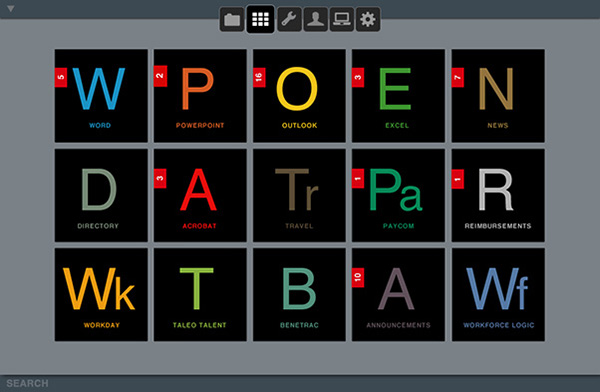 5
W
WORD
2
P
POWERPOINT
16
O
OUTLOOK
3
E
EXCEL
7
N
NEWS
D
DIRECTORY
3
A
ACROBAT
Tr
TRAVEL
1
Pa
PAYCOM
1
R
REIMBURSEMENTS
Wk
WORKDAY
T
TALEO TALENT
B
BENETRAC
10
A
ANNOUNCEMENTS
Wf
WORKFORCE LOGIC
SEARCH